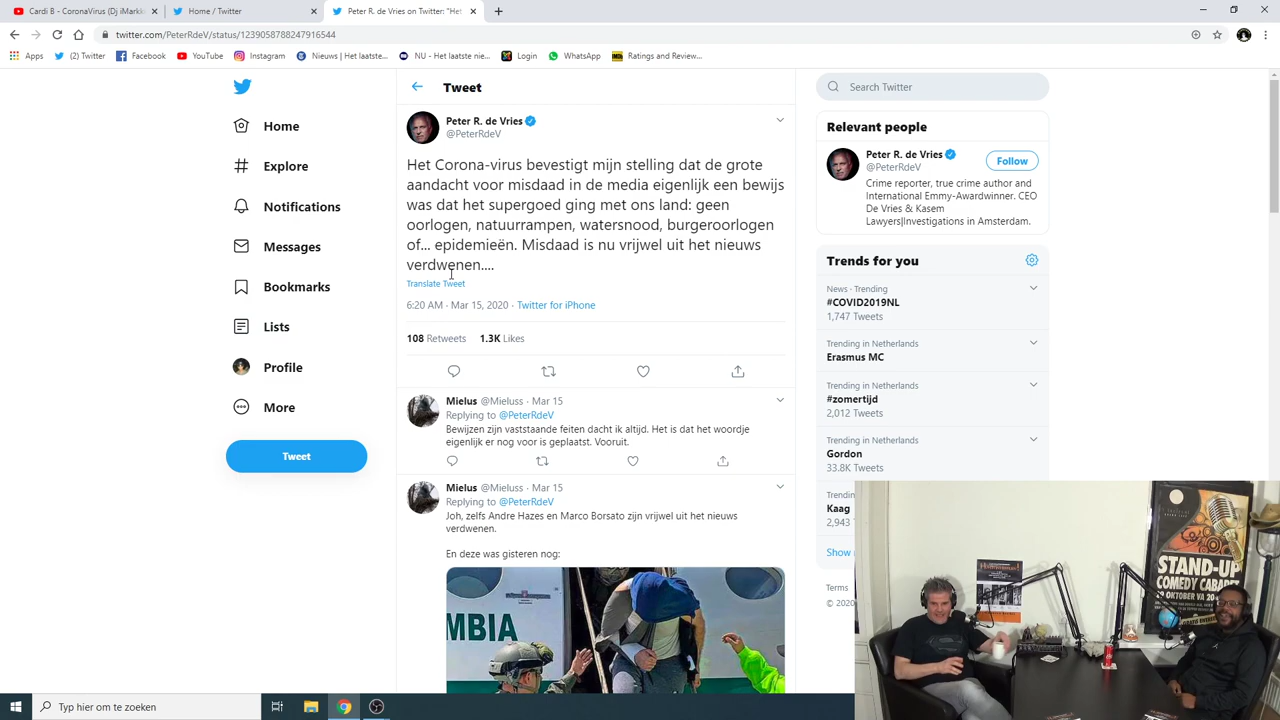 Cardi B - CoronaVirus (Dj iMarkk
Home / Twitter
Peter R. de Vries on Twitter: "Het
twitter.com/PeterRdeV/status/1239058788247916544
Apps
(2) Twitter
Facebook
YouTube
Instagram
Nieuws | Het laatste...
NU - Het laatste nie...
Login
WhatsApp
Ratings and Review...
Home
Explore
Notifications
Messages
Bookmarks
Lists
Profile
More
Tweet
Tweet
Peter R. de Vries
@PeterRdeV
Het Corona-virus bevestigt mijn stelling dat de grote
aandacht voor misdaad in de media eigenlijk een bewijs
was dat het supergoed ging met ons land: geen
oorlogen, natuurrampen, watersnood, burgeroorlogen
of... epidemieën. Misdaad is nu vrijwel uit het nieuws
verdwenen....
Translate Tweet
6:20 AM · Mar 15, 2020 · Twitter for iPhone
108 Retweets 1.3K Likes
Mielus @Mieluss · Mar 15
Replying to @PeterRdeV
Bewijzen zijn vaststaande feiten dacht ik altijd. Het is dat het woordje
eigenlijk er nog voor is geplaatst. Vooruit.
Mielus @Mieluss · Mar 15
Replying to @PeterRdeV
Joh, zelfs Andre Hazes en Marco Borsato zijn vrijwel uit het nieuws
verdwenen.
En deze was gisteren nog:
MBIA
Search Twitter
Relevant people
Peter R. de Vries
@PeterRdeV
Follow
Crime reporter, true crime author and
International Emmy-Awardwinner. CEO
De Vries & Kasem
Lawyers|Investigations in Amsterdam.
Trends for you
News · Trending
#COVID2019NL
1,747 Tweets
Trending in Netherlands
Erasmus MC
Trending in Netherlands
#zomertijd
2,012 Tweets
Trending in Netherlands
Gordon
33.8K Tweets
Trendin
Kaag
2,943
Show
Terms
© 2020
STAND-UP
COMEDY CABARET
Typ hier om te zoeken